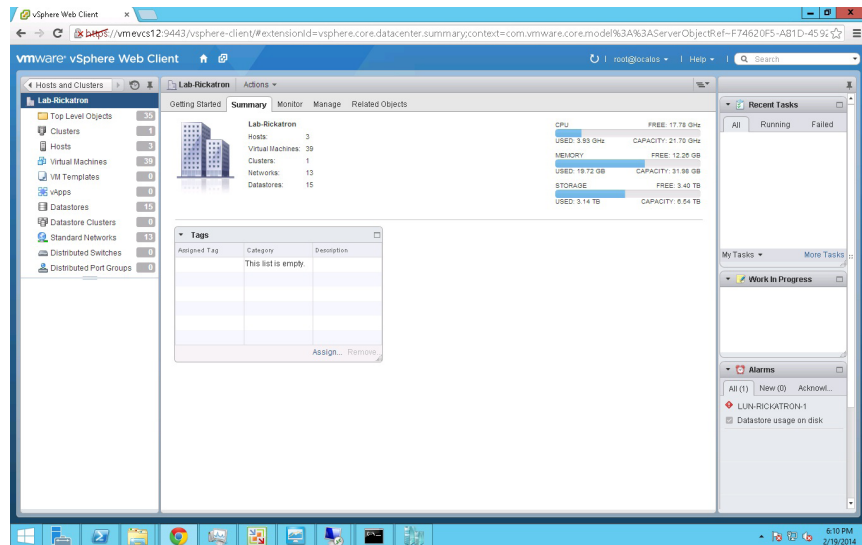 vSphere Web Client
https://vmevcs12:9443/vsphere-client/#extensionId=vsphere.core.datacenter.summary;context=com.vmware.core.model%3A%3AServerObjectRef~F74620F5-A81D-4592
vmware vSphere Web Client
root@localos
Help
Search
Hosts and Clusters
Lab-Rickatron
Top Level Objects 35
Clusters 1
Hosts 3
Virtual Machines 39
VM Templates 0
vApps 0
Datastores 15
Datastore Clusters 0
Standard Networks 13
Distributed Switches 0
Distributed Port Groups 0
Lab-Rickatron Actions
Getting Started Summary Monitor Manage Related Objects
Lab-Rickatron
Hosts: 3
Virtual Machines: 39
Clusters: 1
Networks: 13
Datastores: 15
CPU FREE: 17.78 GHz
USED: 3.93 GHz CAPACITY: 21.70 GHz
MEMORY FREE: 12.26 GB
USED: 19.72 GB CAPACITY: 31.98 GB
STORAGE FREE: 3.40 TB
USED: 3.14 TB CAPACITY: 6.54 TB
Tags
Assigned Tag Category Description
This list is empty.
Assign... Remove
Recent Tasks
All Running Failed
My Tasks More Tasks
Work In Progress
Alarms
All (1) New (0) Acknowl...
LUN-RICKATRON-1
Datastore usage on disk
6:10 PM
2/19/2014